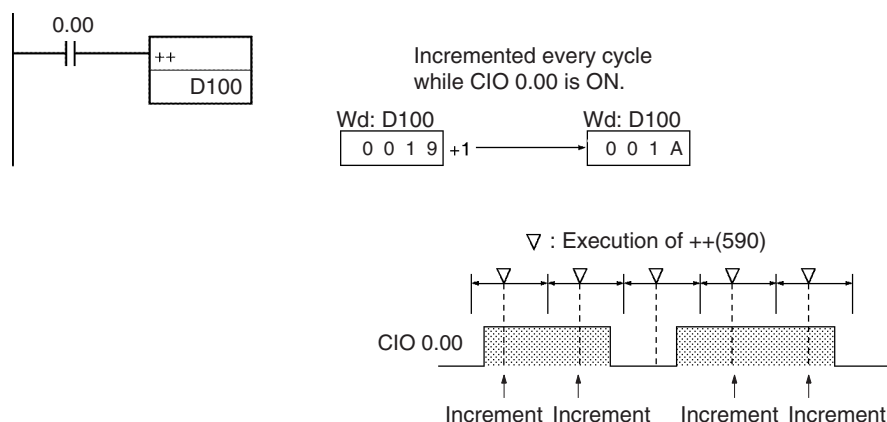 0.00
++
D100
Incremented every cycle
while CIO 0.00 is ON.
Wd: D100 Wd: D100
0 0 1 9 +1 0 0 1 A
▽ : Execution of ++(590)
CIO 0.00
Increment Increment Increment Increment